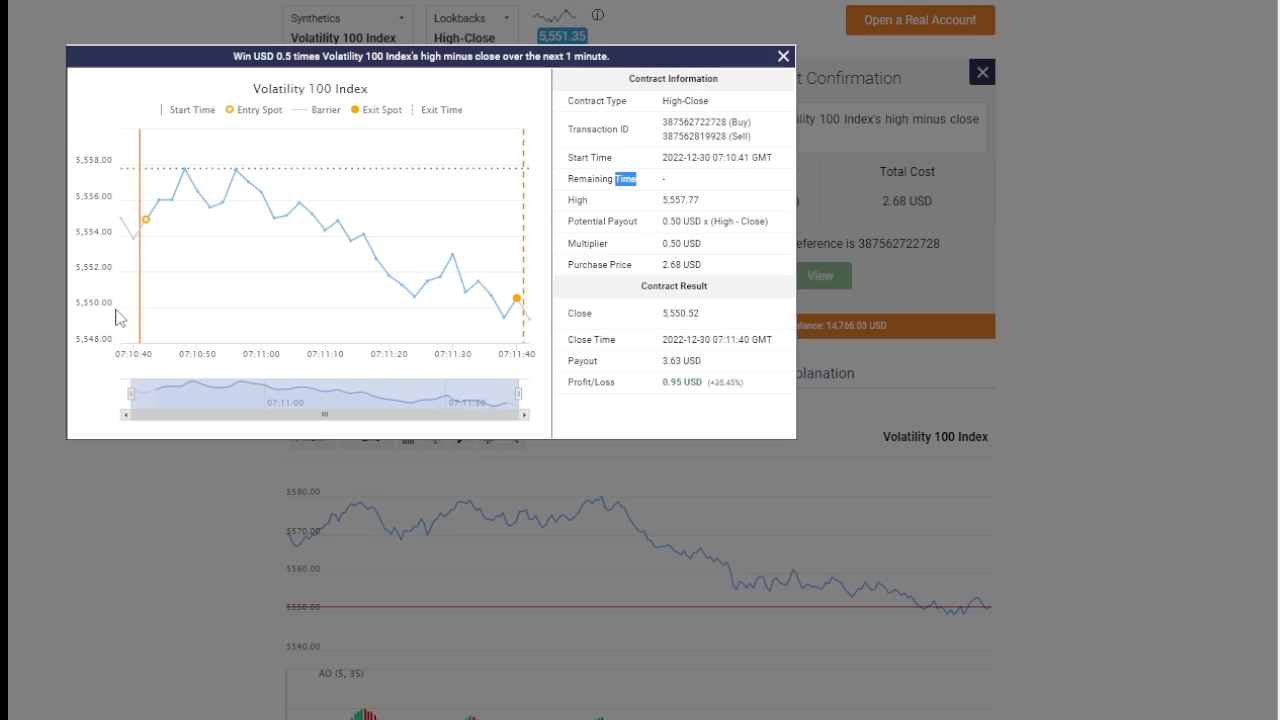 Synthetics
Lookbacks
Open a Real Account
Volatility 100 Index
High-Close
5,551.35
Win USD 0.5 times Volatility 100 Index's high minus close over the next 1 minute.
t Confirmation
Volatility 100 Index
Start Time
Entry Spot
Barrier
Exit Spot
Exit Time
5,558.00
5,556.00
5,554.00
5,552.00
5,550.00
5,548.00
07:10:40
07:10:50
07:11:00
07:11:10
07:11:20
07:11:30
07:11:40
07:11:00
07:11:30
Contract Information
Contract Type High-Close
Transaction ID
387562722728 (Buy)
387562819928 (Sell)
Start Time 2022-12-30 07:10:41 GMT
Remaining Time -
High 5,557.77
Potential Payout 0.50 USD x (High - Close)
Multiplier 0.50 USD
Purchase Price 2.68 USD
Contract Result
Close 5,550.52
Close Time 2022-12-30 07:11:40 GMT
Payout 3.63 USD
Profit/Loss 0.95 USD (+35.45%)
ility 100 Index's high minus close
Total Cost
2.68 USD
eference is 387562722728
View
alance: 14,766.03 USD
planation
Volatility 100 Index
5580.00
5570.00
5560.00
5550.00
5540.00
AO (5, 35)